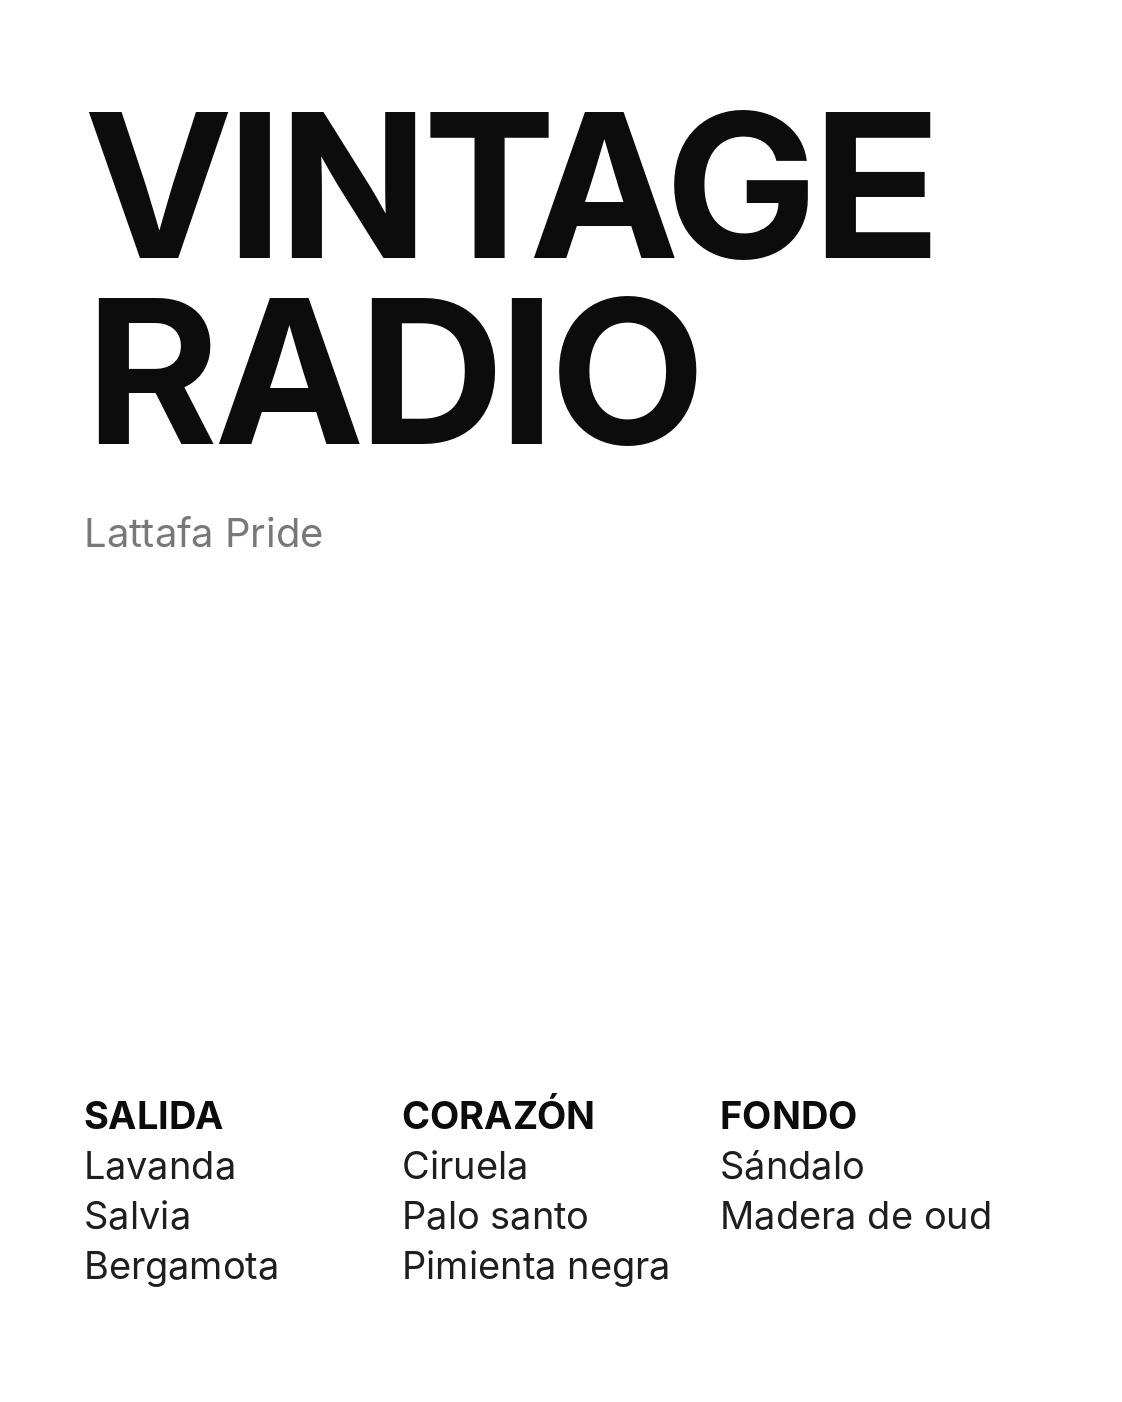 VINTAGE
RADIO
Lattafa Pride
SALIDA
Lavanda
Salvia
Bergamota
CORAZÓN
Ciruela
Palo santo
Pimienta negra
FONDO
Sándalo
Madera de oud